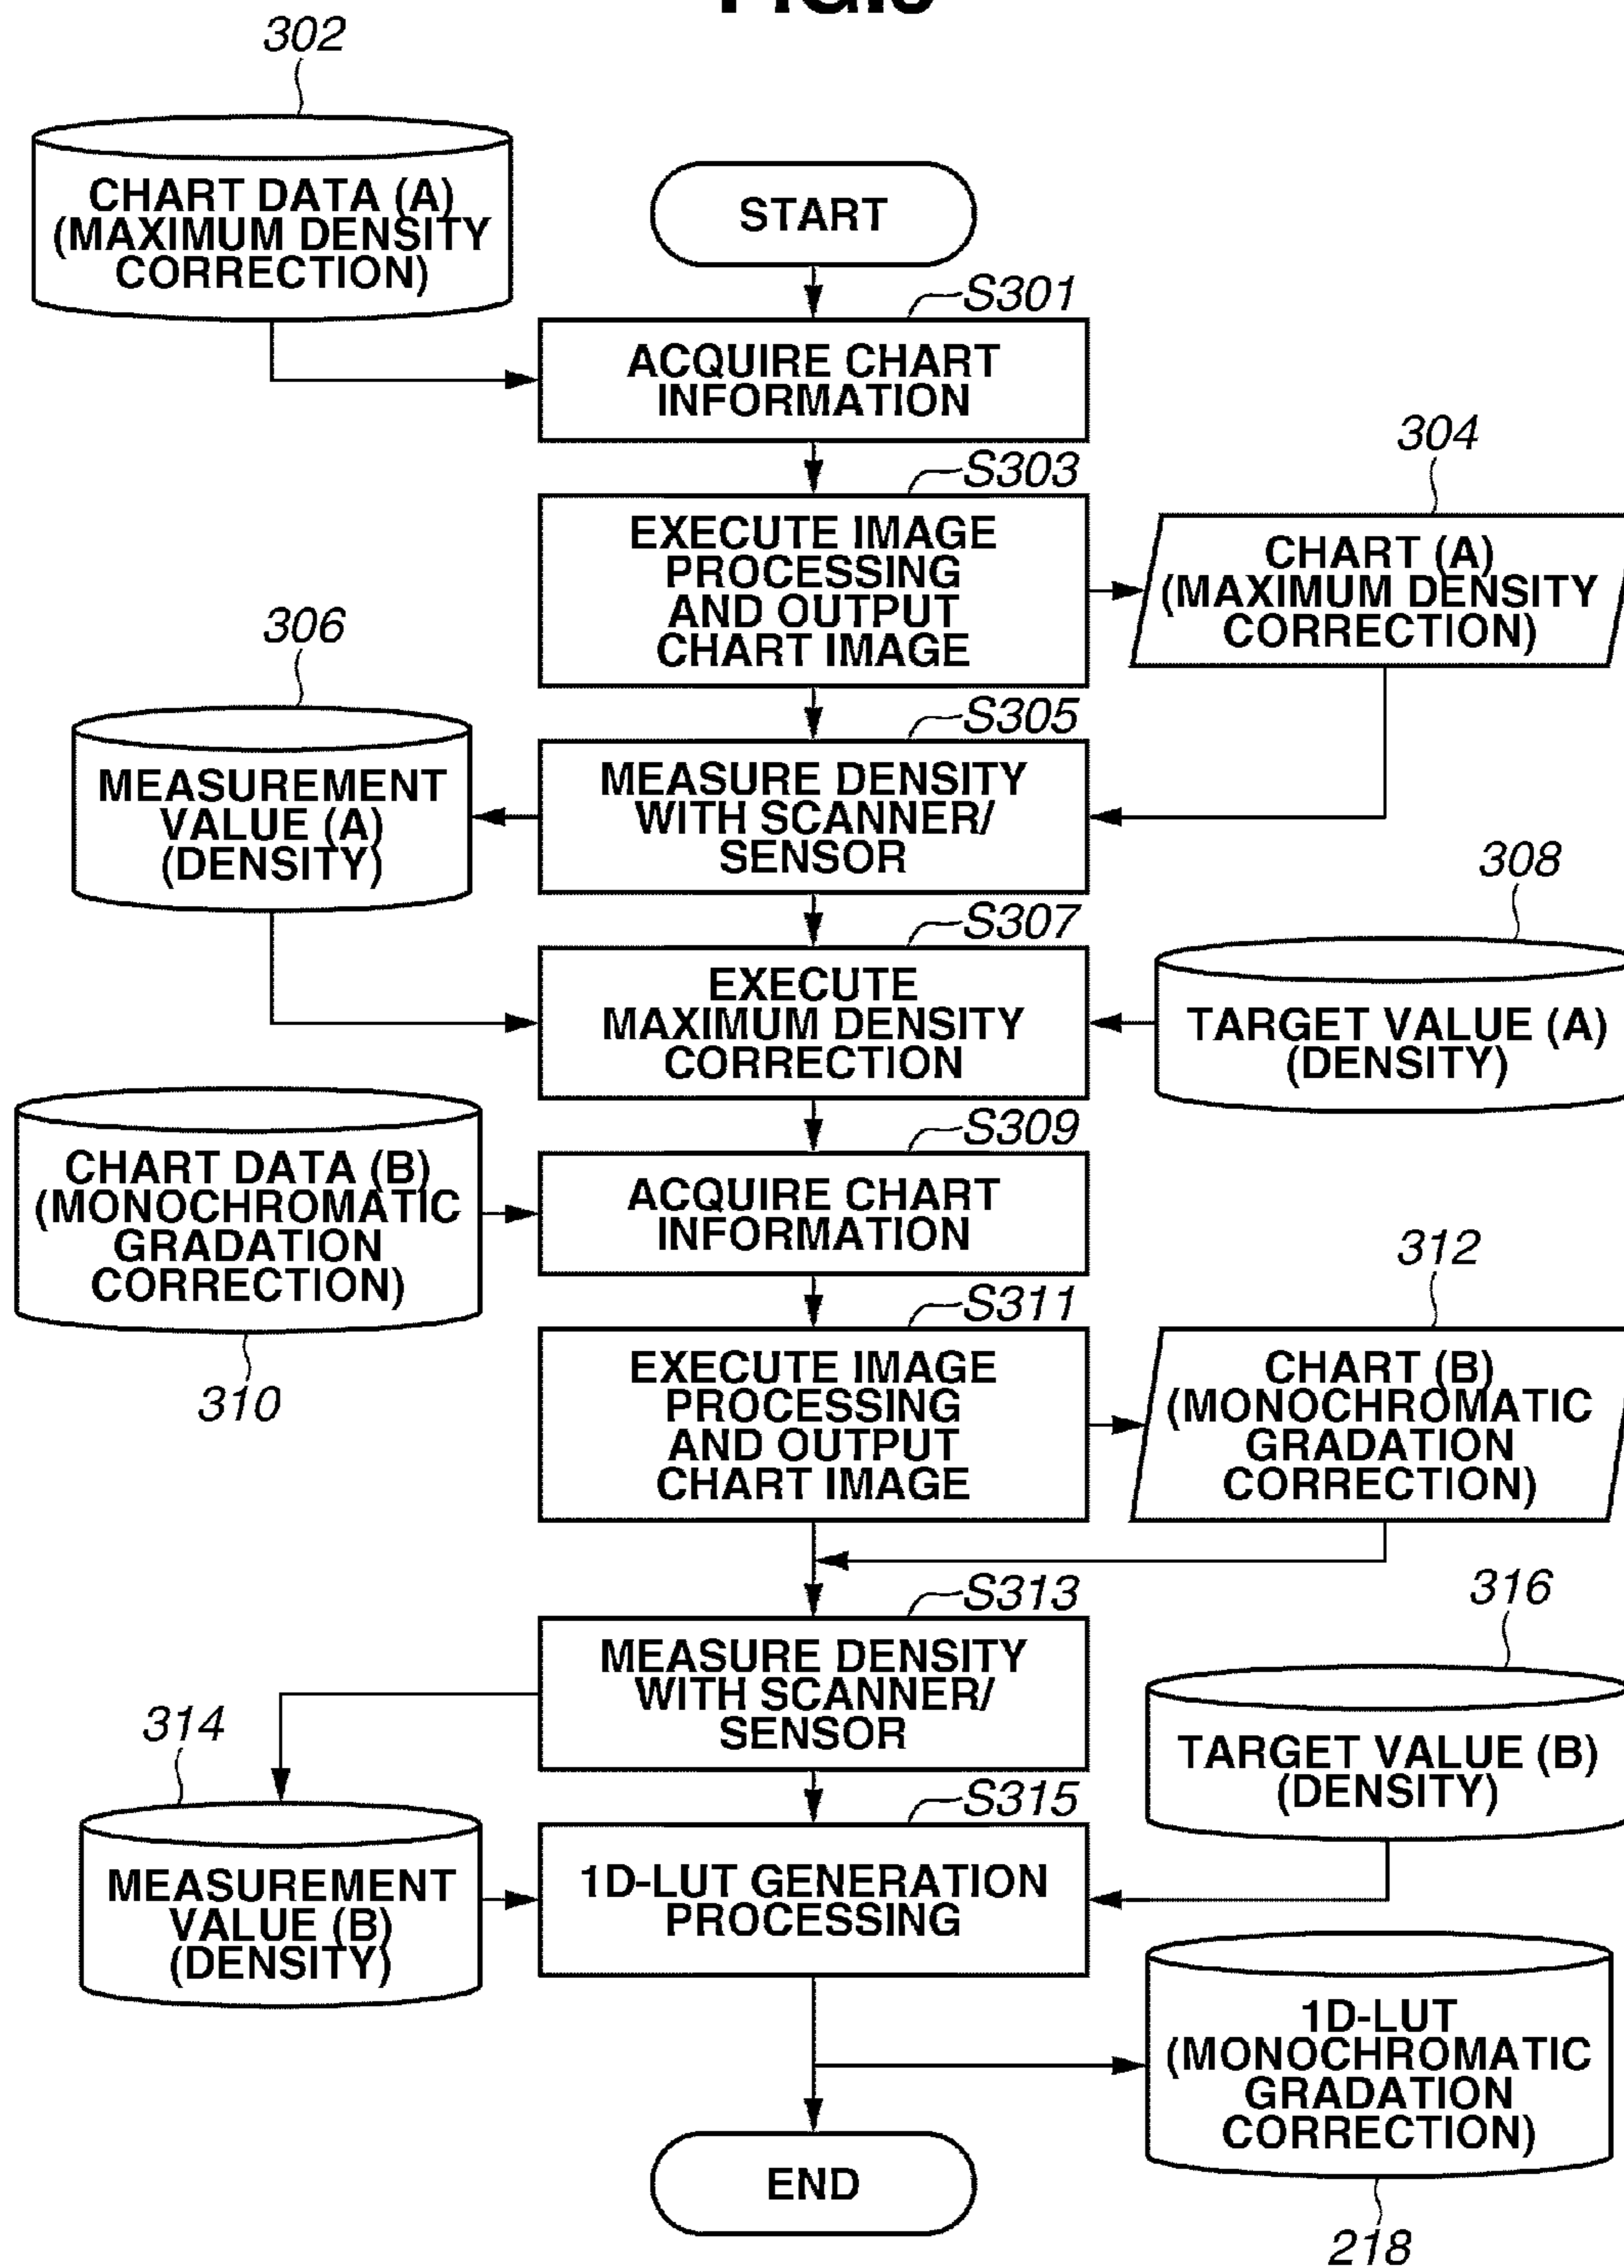 302
CHART DATA (A)
(MAXIMUM DENSITY
CORRECTION)
START
S301
ACQUIRE CHART
INFORMATION
S303
EXECUTE IMAGE
PROCESSING
AND OUTPUT
CHART IMAGE
304
CHART (A)
(MAXIMUM DENSITY
CORRECTION)
306
MEASUREMENT
VALUE (A)
(DENSITY)
S305
MEASURE DENSITY
WITH SCANNER/
SENSOR
308
TARGET VALUE (A)
(DENSITY)
S307
EXECUTE
MAXIMUM DENSITY
CORRECTION
CHART DATA (B)
(MONOCHROMATIC
GRADATION
CORRECTION)
310
S309
ACQUIRE CHART
INFORMATION
S311
EXECUTE IMAGE
PROCESSING
AND OUTPUT
CHART IMAGE
312
CHART (B)
(MONOCHROMATIC
GRADATION
CORRECTION)
S313
MEASURE DENSITY
WITH SCANNER/
SENSOR
316
TARGET VALUE (B)
(DENSITY)
314
MEASUREMENT
VALUE (B)
(DENSITY)
S315
1D-LUT GENERATION
PROCESSING
1D-LUT
(MONOCHROMATIC
GRADATION
CORRECTION)
218
END